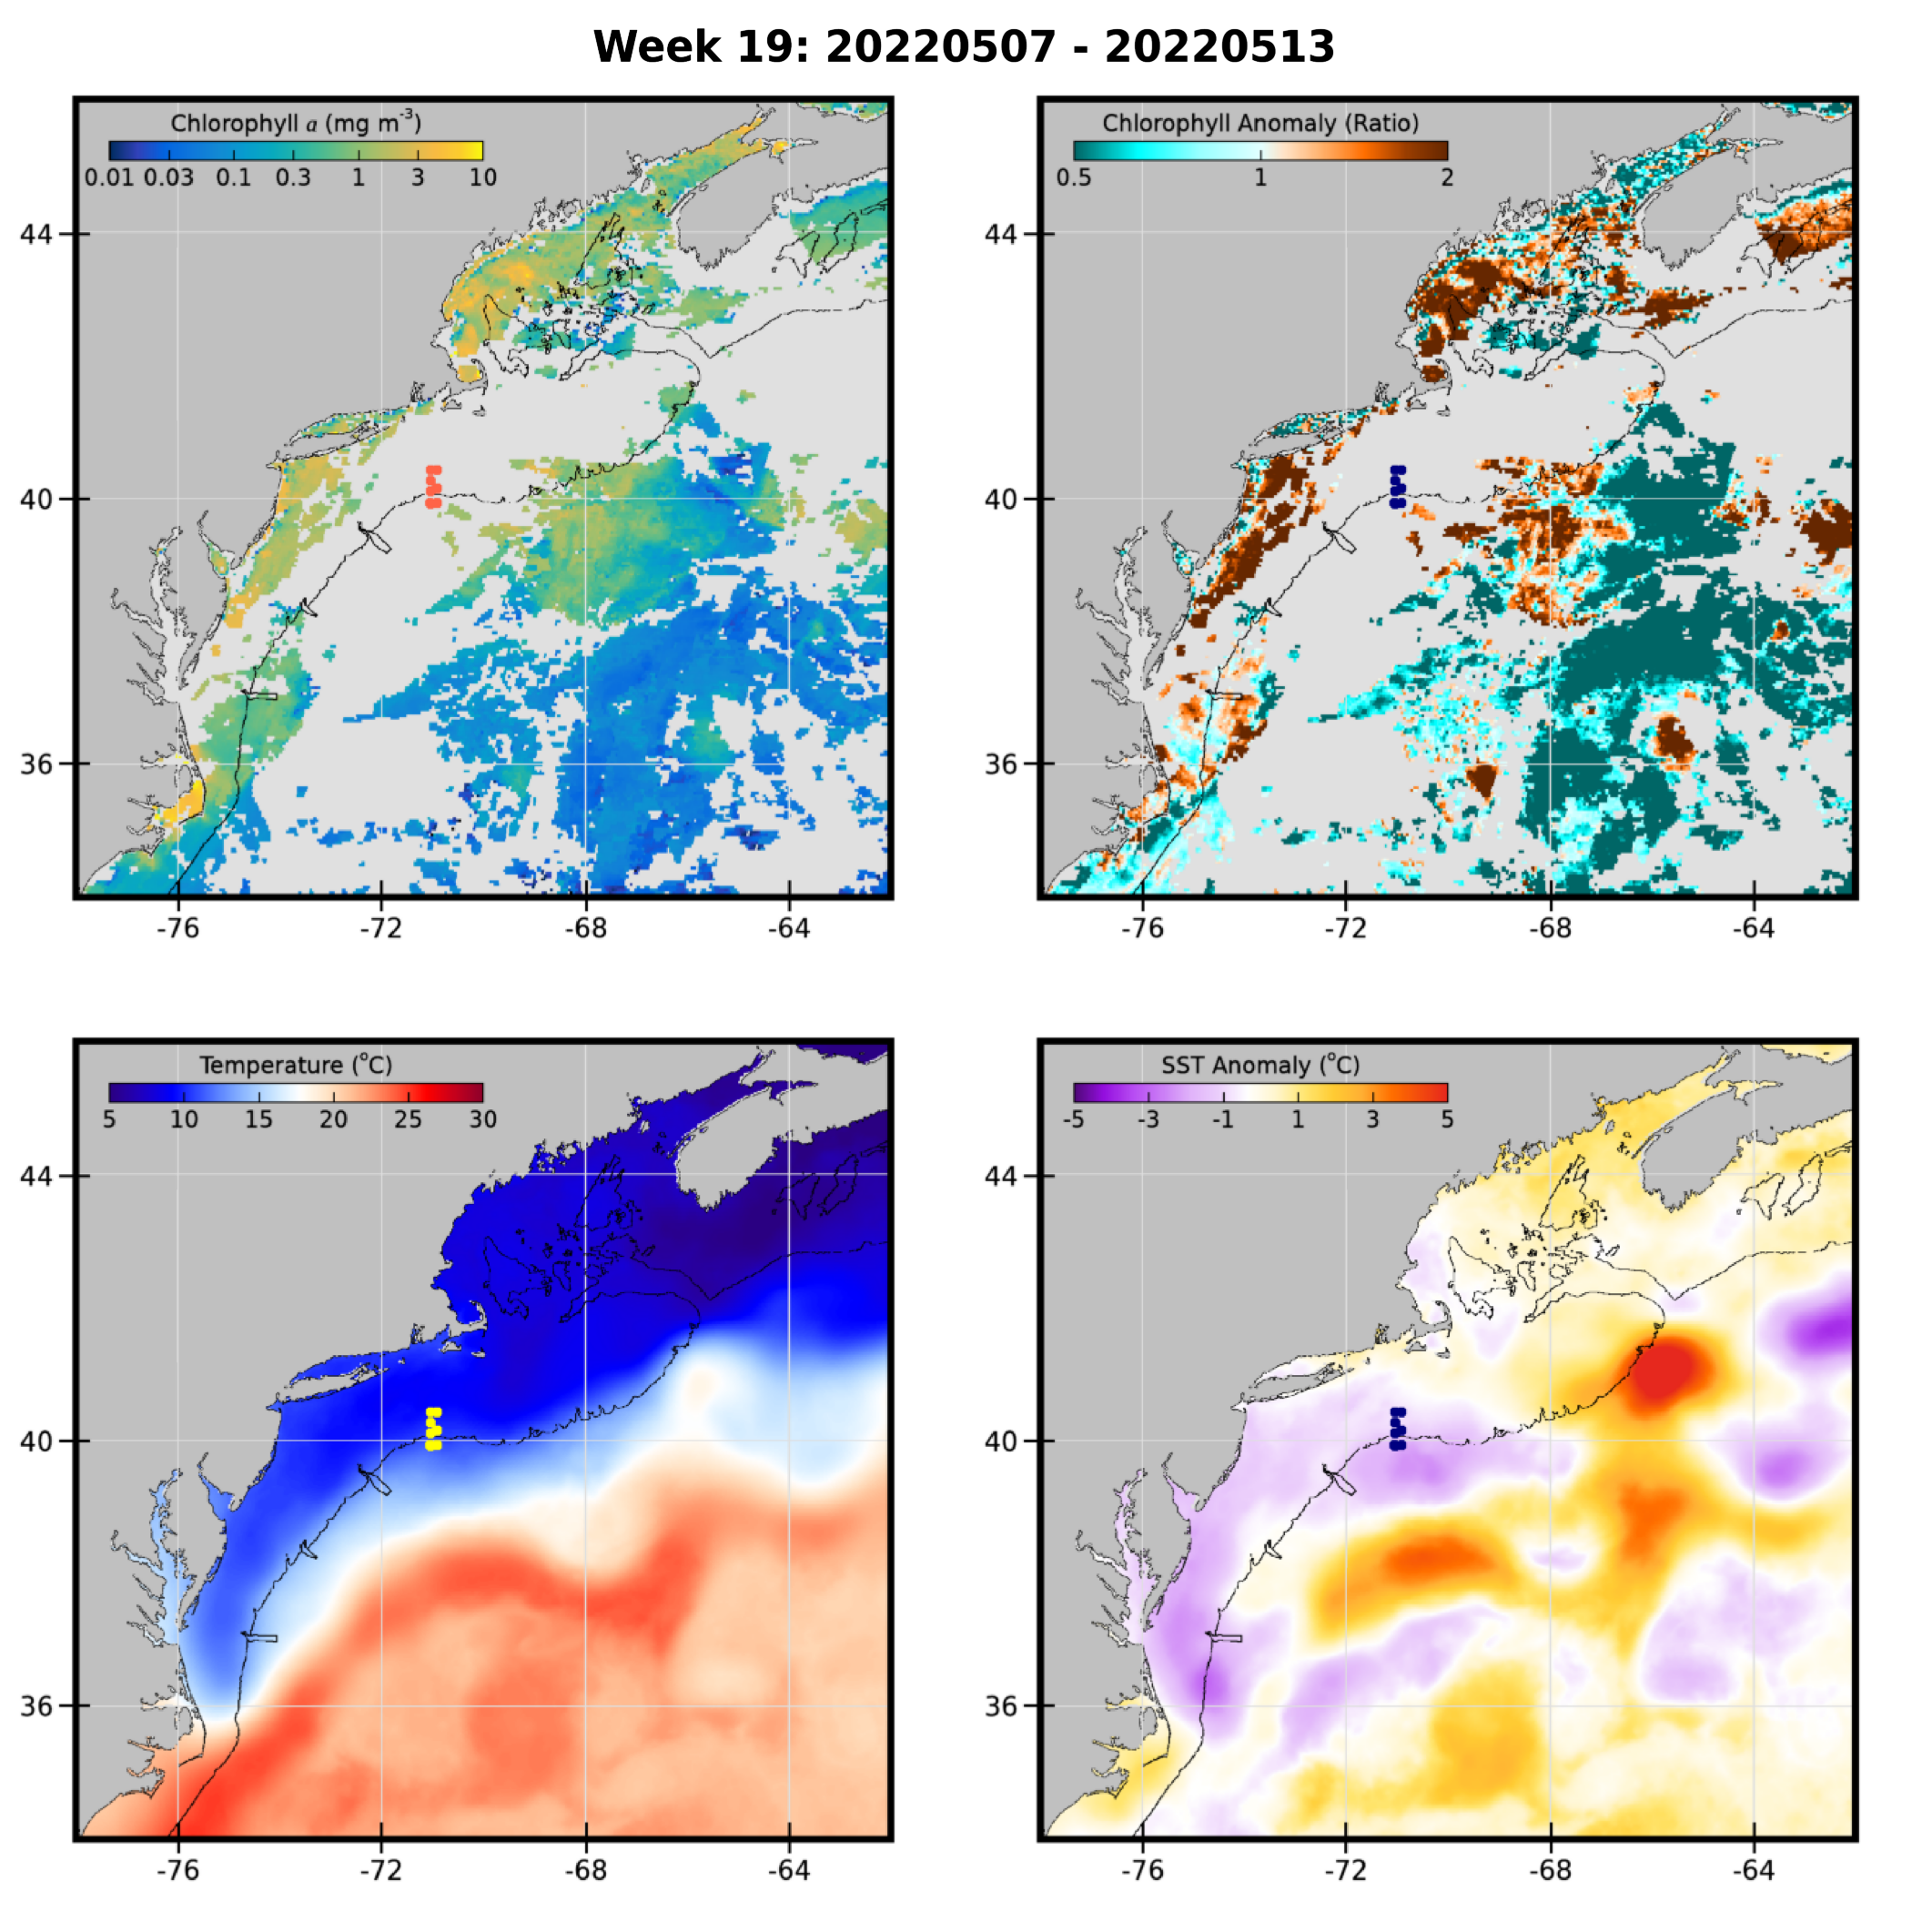 Week 19: 20220507 - 20220513
Chlorophyll a (mg m⁻³)
0.01 0.03 0.1 0.3 1 3 10
44
40
36
-76 -72 -68 -64
Chlorophyll Anomaly (Ratio)
0.5 1 2
44
40
36
-76 -72 -68 -64
Temperature (°C)
5 10 15 20 25 30
44
40
36
-76 -72 -68 -64
SST Anomaly (°C)
-5 -3 -1 1 3 5
44
40
36
-76 -72 -68 -64